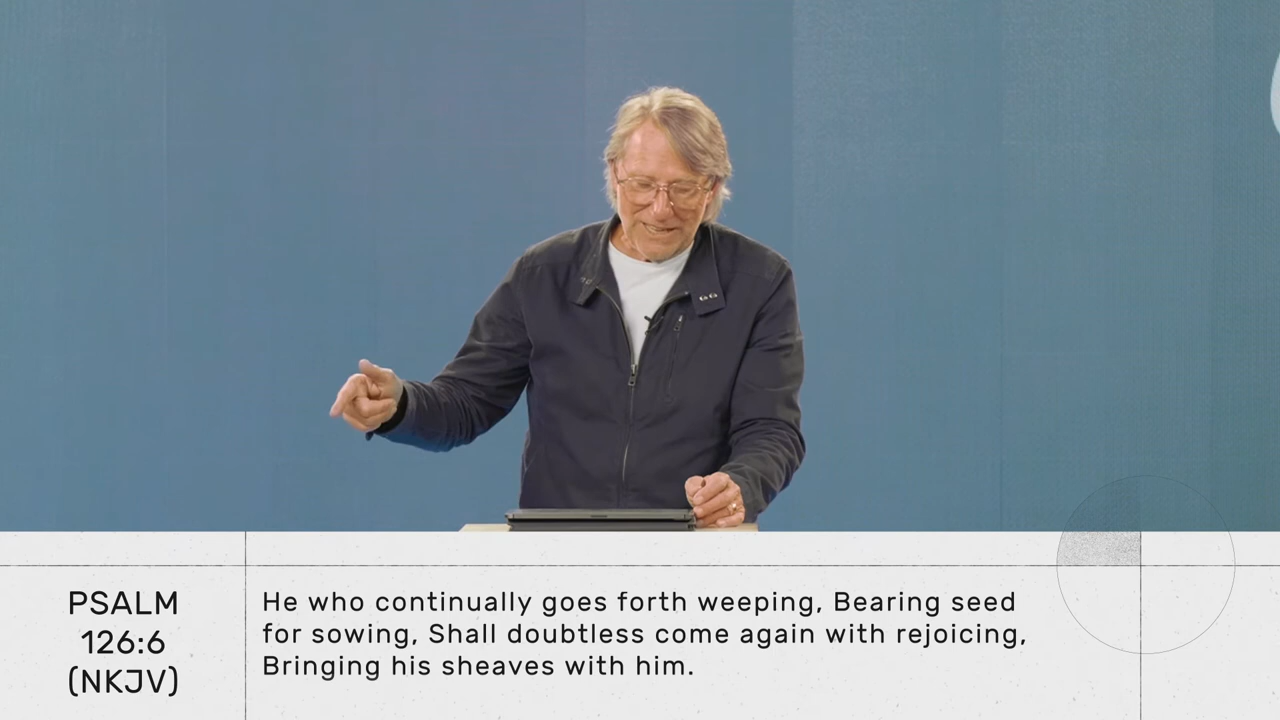 PSALM
126:6
(NKJV)
He who continually goes forth weeping, Bearing seed
for sowing, Shall doubtless come again with rejoicing,
Bringing his sheaves with him.